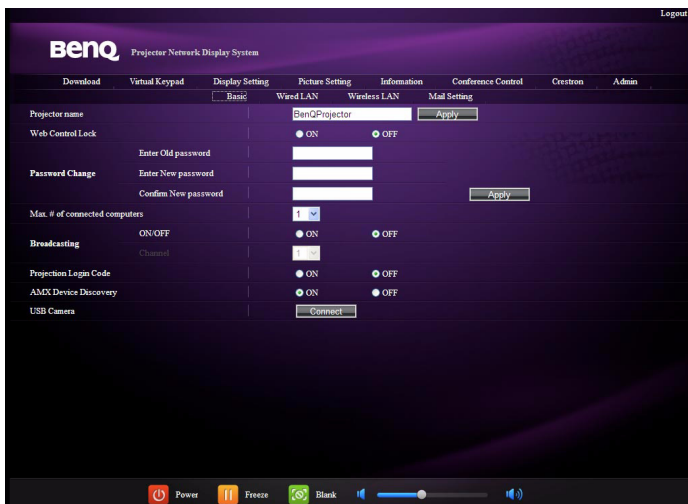 Logout
BenQ Projector Network Display System
Download Virtual Keypad Display Setting Picture Setting Information Conference Control Crestron Admin
Basic Wired LAN Wireless LAN Mail Setting
Projector name BenQProjector Apply
Web Control Lock ON OFF
Enter Old password
Password Change Enter New password
Confirm New password Apply
Max. # of connected computers 1
ON/OFF ON OFF
Broadcasting
Channel 1
Projection Login Code ON OFF
AMX Device Discovery ON OFF
USB Camera Connect
Power Freeze Blank